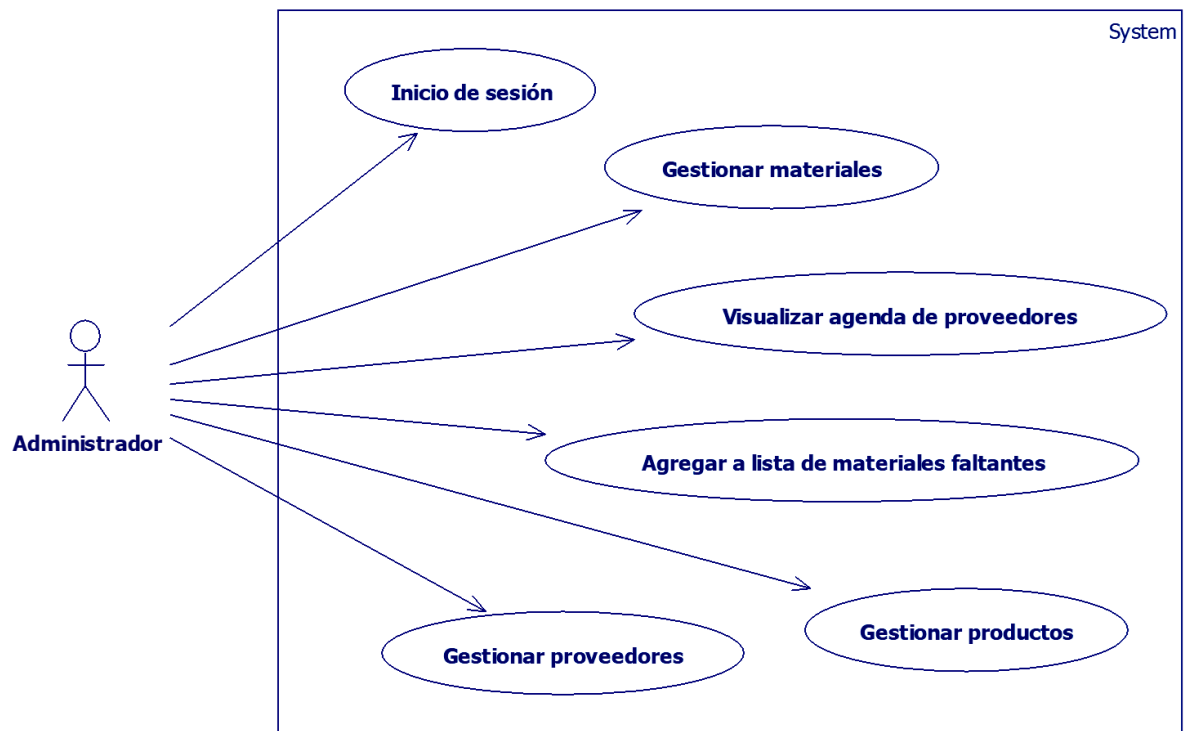 System
Inicio de sesión
Gestionar materiales
Visualizar agenda de proveedores
Administrador
Agregar a lista de materiales faltantes
Gestionar productos
Gestionar proveedores